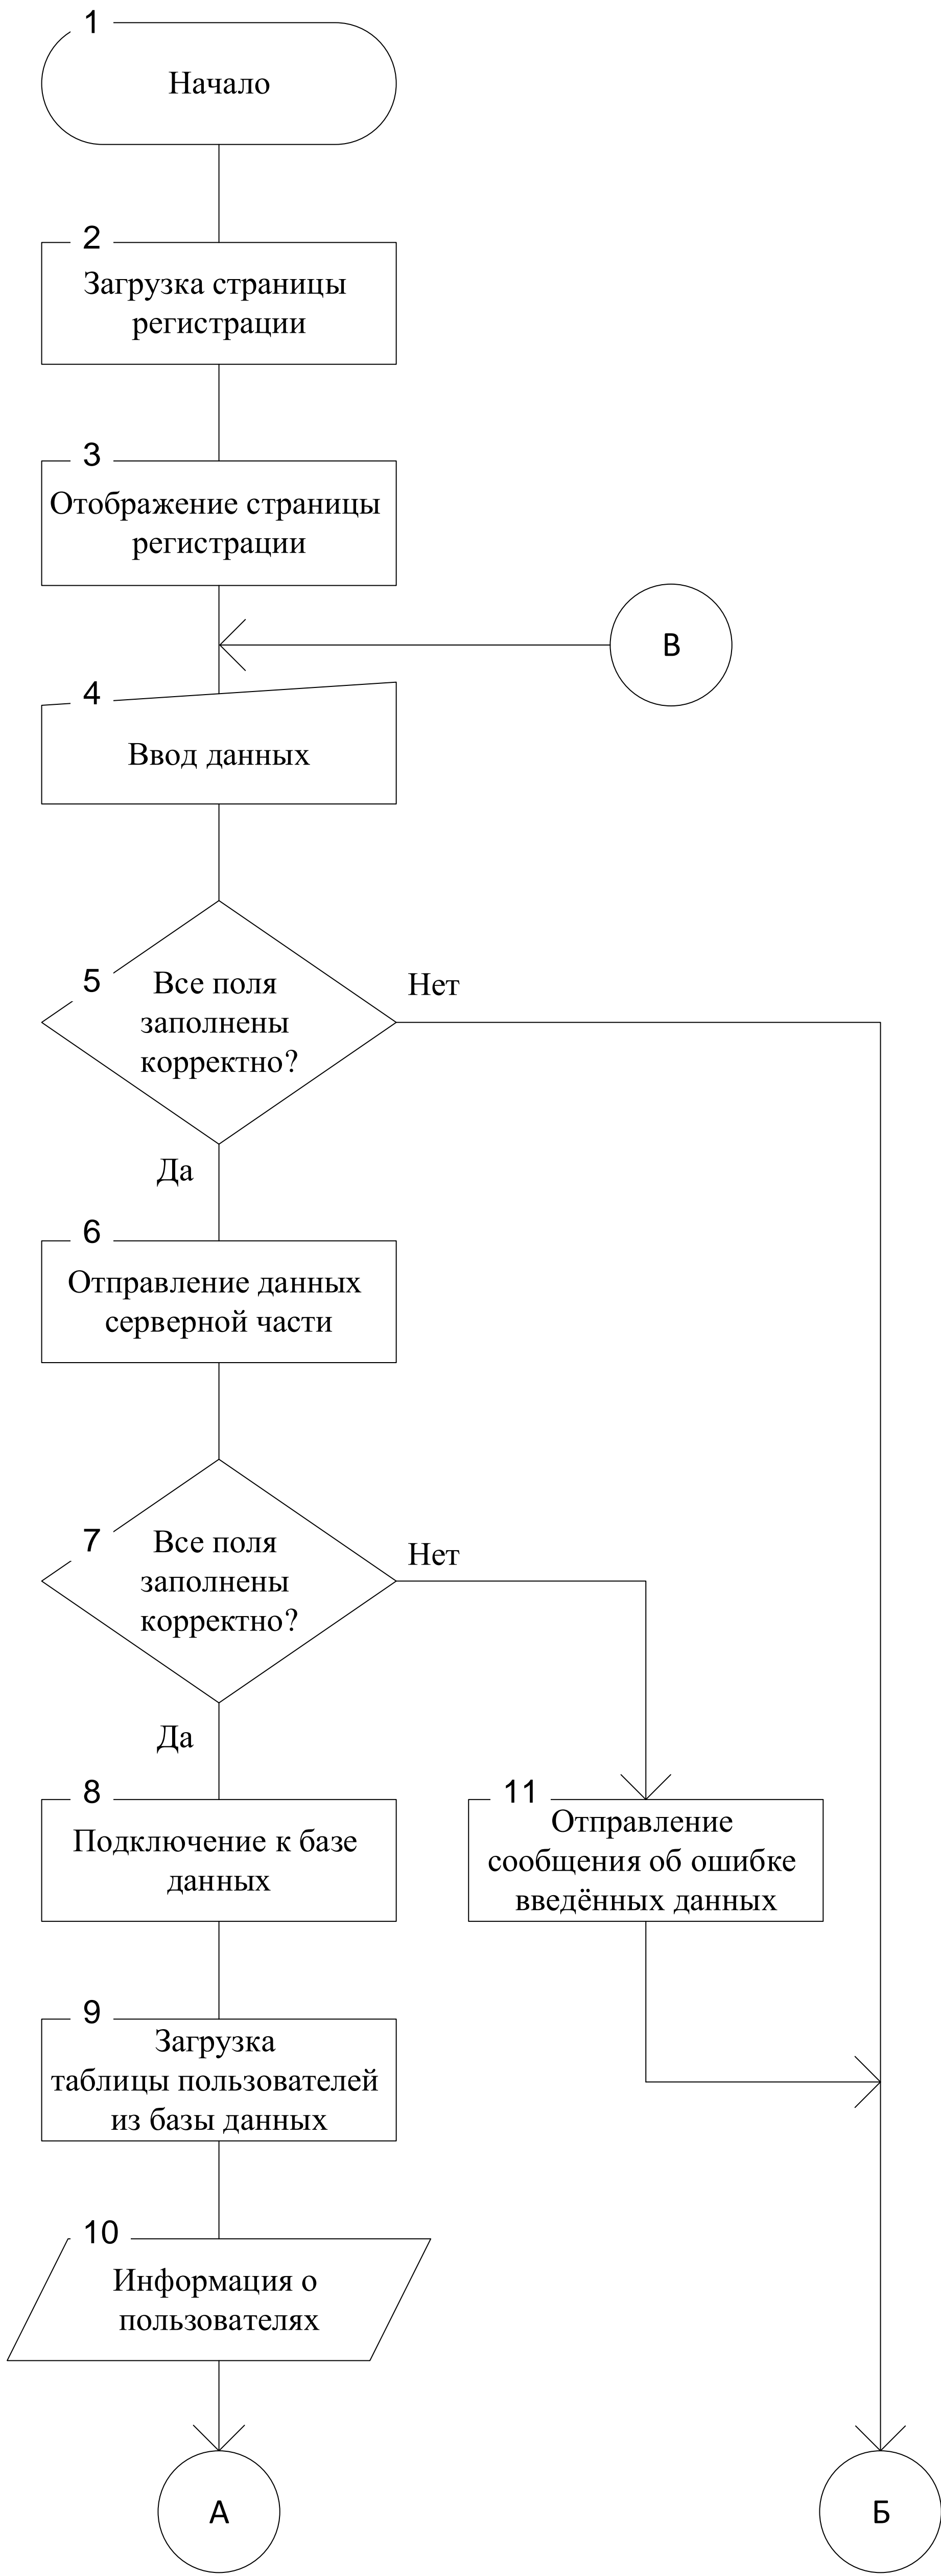 1
Начало
2
Загрузка страницы
регистрации
3
Отображение страницы
регистрации
В
4
Ввод данных
5
Все поля
заполнены
корректно?
Нет
Да
6
Отправление данных
серверной части
7
Все поля
заполнены
корректно?
Нет
Да
8
Подключение к базе
данных
11
Отправление
сообщения об ошибке
введённых данных
9
Загрузка
таблицы пользователей
из базы данных
10
Информация о
пользователях
А
Б